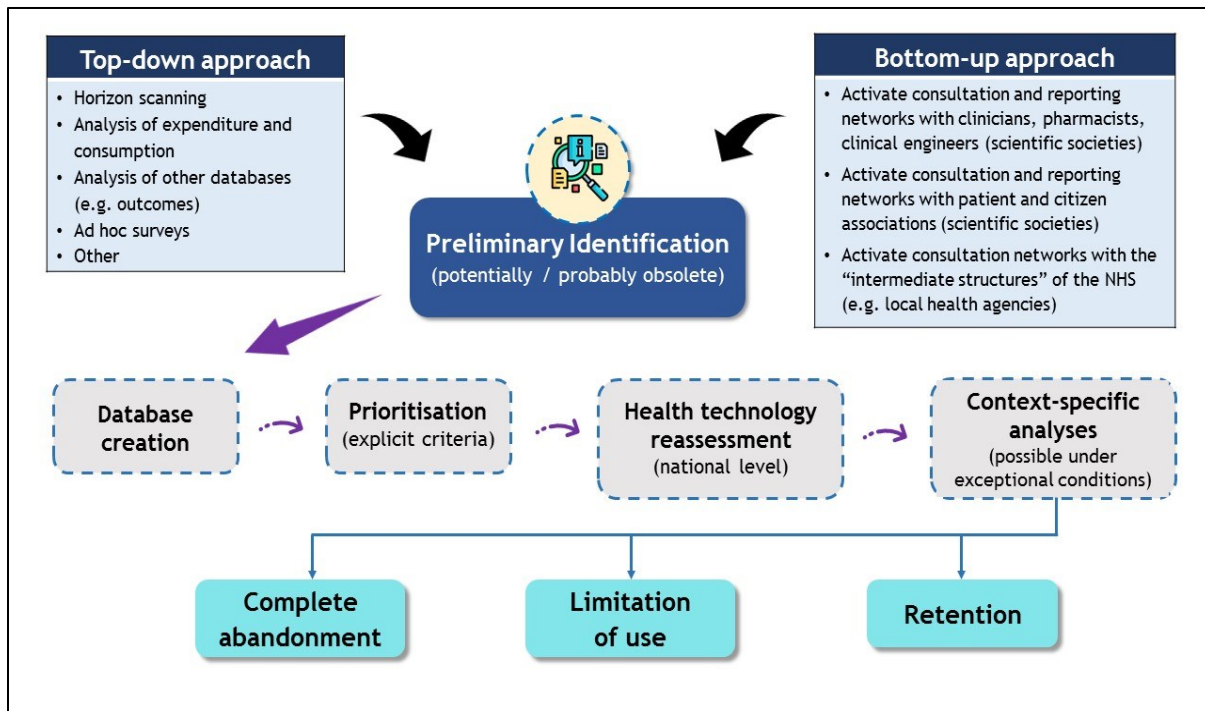 Top-down approach
• Horizon scanning
• Analysis of expenditure and
consumption
• Analysis of other databases
(e.g. outcomes)
• Ad hoc surveys
• Other
Bottom-up approach
• Activate consultation and reporting
networks with clinicians, pharmacists,
clinical engineers (scientific societies)
• Activate consultation and reporting
networks with patient and citizen
associations (scientific societies)
• Activate consultation networks with the
“intermediate structures” of the NHS
(e.g. local health agencies)
i
Preliminary Identification
(potentially / probably obsolete)
Database
creation
Prioritisation
(explicit criteria)
Health technology
reassessment
(national level)
Context-specific
analyses
(possible under
exceptional conditions)
Complete
abandonment
Limitation
of use
Retention